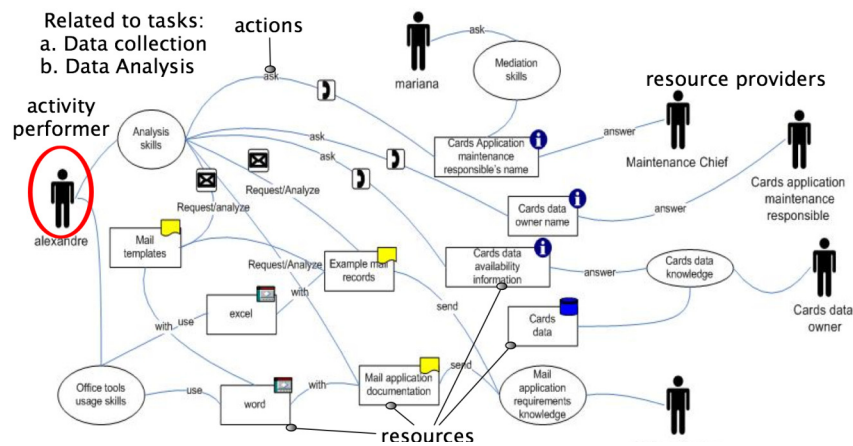 Related to tasks:
a. Data collection
b. Data Analysis
actions
ask
mariana
Mediation
skills
resource providers
activity
performer
Analysis
skills
ask
ask
ask
Cards Application
maintenance
responsible's name
answer
Maintenance Chief
Cards application
maintenance
responsible
alexandre
Request/Analyze
Request/analyze
Cards data
owner name
answer
Mail
templates
Request/Analyze
Example mail
records
Cards data
availability
information
answer
Cards data
knowledge
Cards data
owner
with
excel
with
use
send
Cards
data
Office tools
usage skills
use
word
with
Mail application
documentation
send
Mail
application
requirements
knowledge
resources